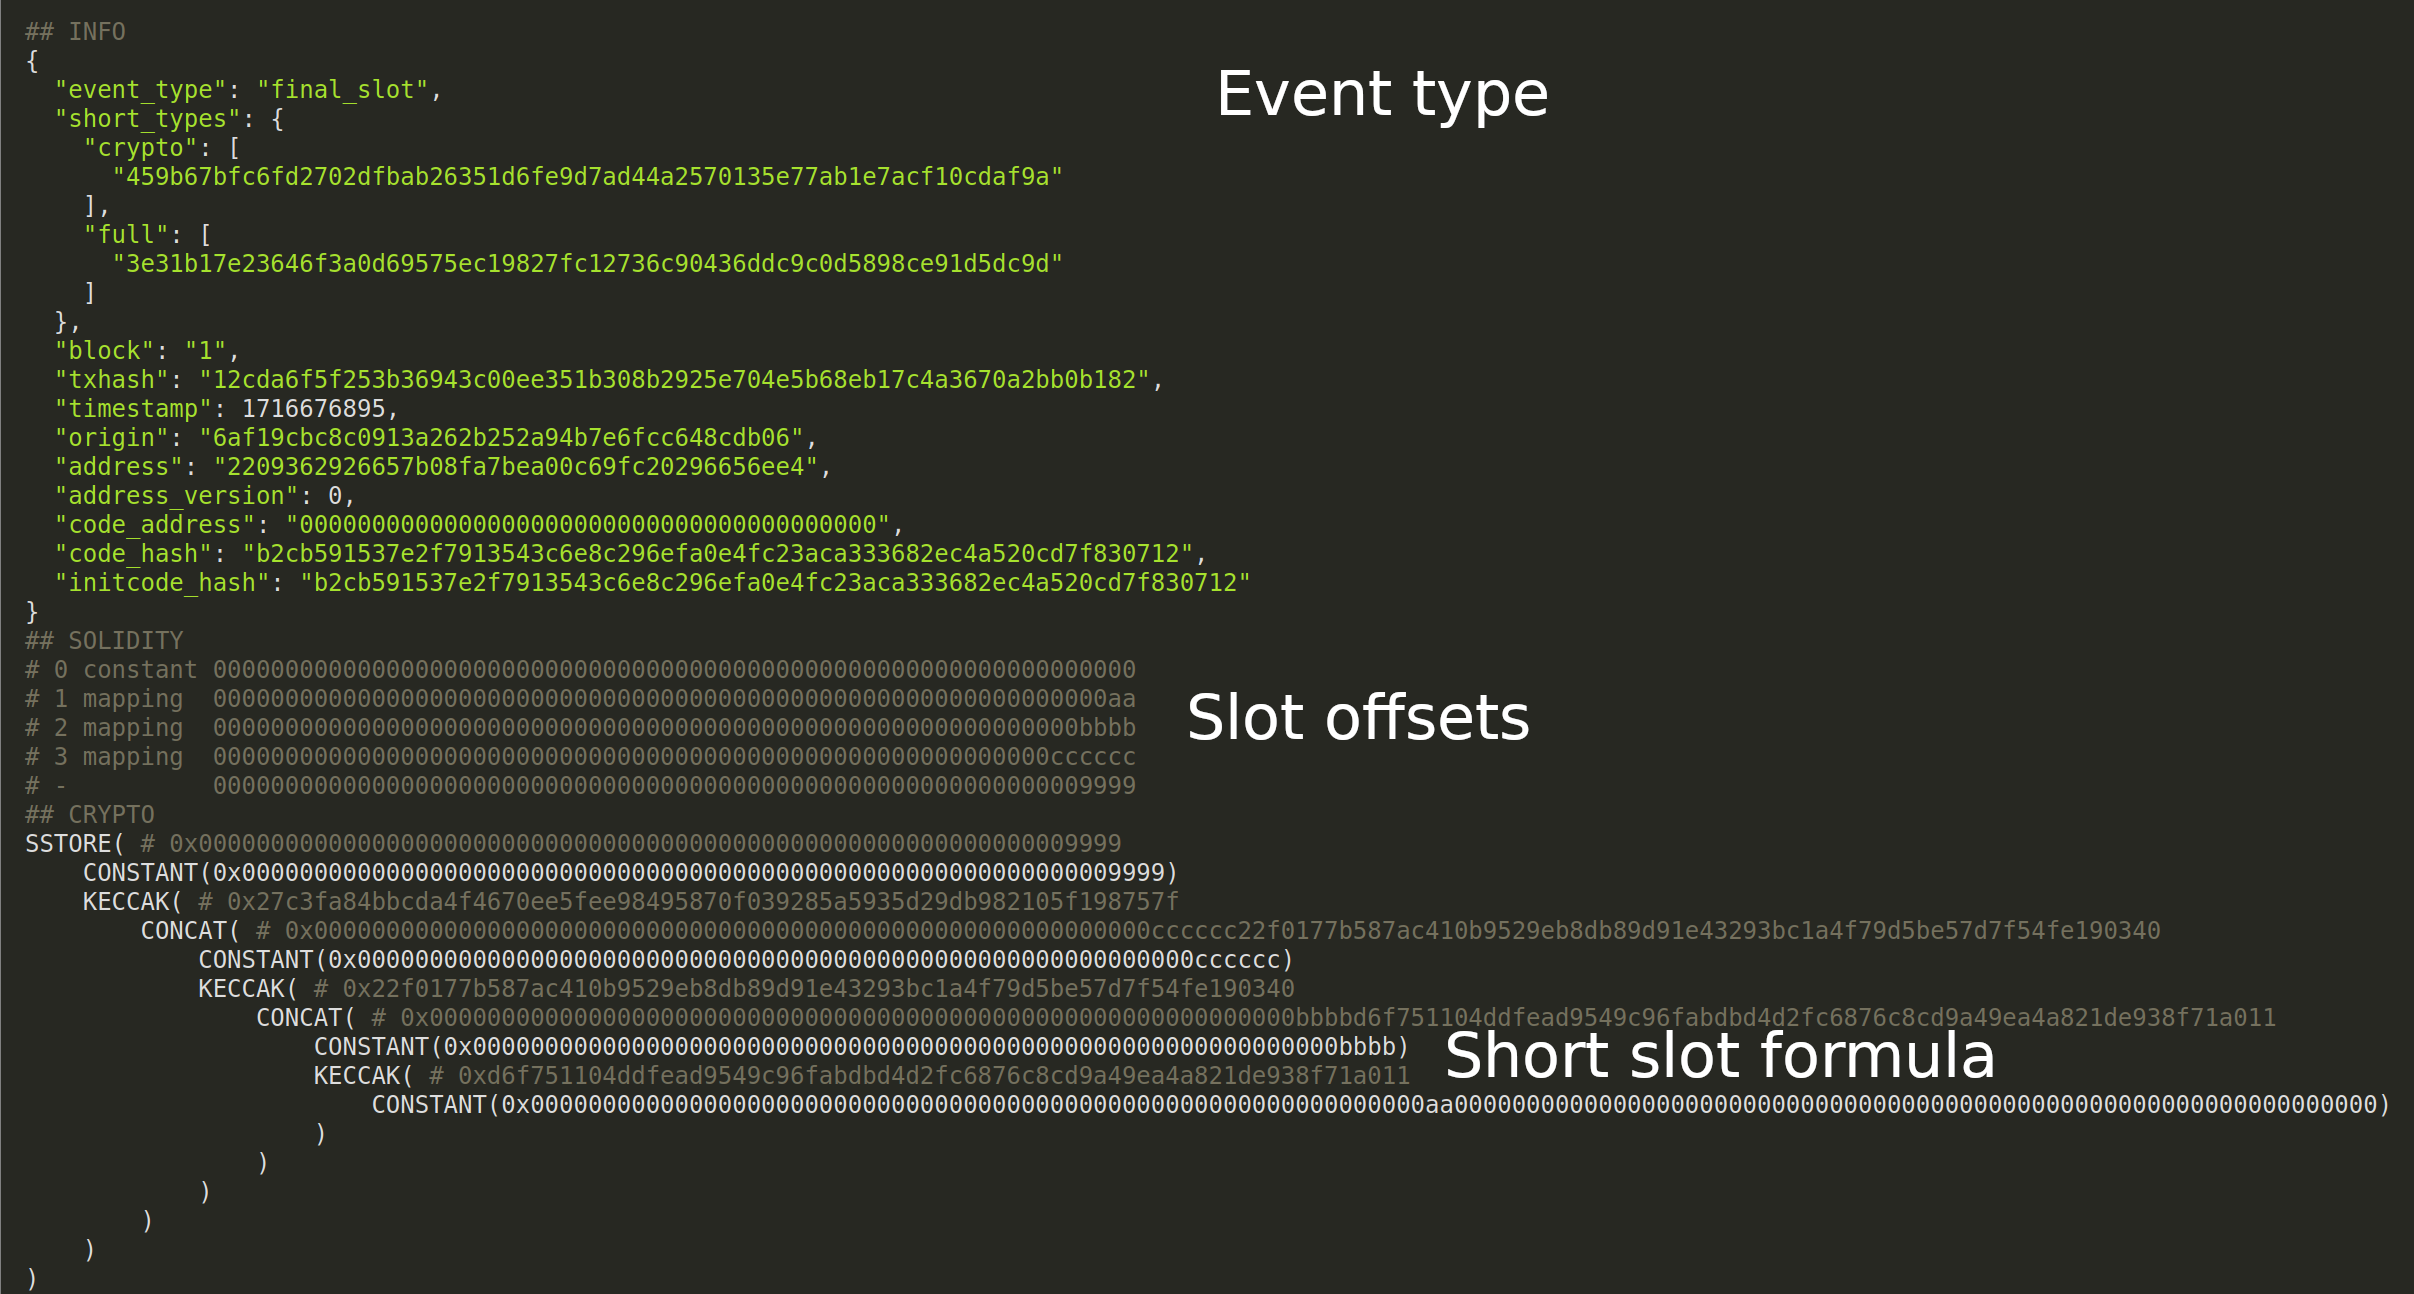 ## INFO
{
"event_type": "final_slot",
Event type
"short_types": {
"crypto": [
"459b67bfc6fd2702dfbab26351d6fe9d7ad44a2570135e77ab1e7acf10cdaf9a"
],
"full": [
"3e31b17e23646f3a0d69575ec19827fc12736c90436ddc9c0d5898ce91d5dc9d"
]
},
"block": "1",
"txhash": "12cda6f5f253b36943c00ee351b308b2925e704e5b68eb17c4a3670a2bb0b182",
"timestamp": 1716676895,
"origin": "6af19cbc8c0913a262b252a94b7e6fcc648cdb06",
"address": "2209362926657b08fa7bea00c69fc20296656ee4",
"address_version": 0,
"code_address": "0000000000000000000000000000000000000000",
"code_hash": "b2cb591537e2f7913543c6e8c296efa0e4fc23aca333682ec4a520cd7f830712",
"initcode_hash": "b2cb591537e2f7913543c6e8c296efa0e4fc23aca333682ec4a520cd7f830712"
}
## SOLIDITY
# 0 constant 0000000000000000000000000000000000000000000000000000000000000000
# 1 mapping  00000000000000000000000000000000000000000000000000000000000000aa
# 2 mapping  000000000000000000000000000000000000000000000000000000000000bbbb
Slot offsets
# 3 mapping  0000000000000000000000000000000000000000000000000000000000cccccc
# -          0000000000000000000000000000000000000000000000000000000000009999
## CRYPTO
SSTORE( # 0x0000000000000000000000000000000000000000000000000000000000009999
CONSTANT(0x0000000000000000000000000000000000000000000000000000000000009999)
KECCAK( # 0x27c3fa84bbcda4f4670ee5fee98495870f039285a5935d29db982105f198757f
CONCAT( # 0x0000000000000000000000000000000000000000000000000000000000cccccc22f0177b587ac410b9529eb8db89d91e43293bc1a4f79d5be57d7f54fe190340
CONSTANT(0x0000000000000000000000000000000000000000000000000000000000cccccc)
KECCAK( # 0x22f0177b587ac410b9529eb8db89d91e43293bc1a4f79d5be57d7f54fe190340
CONCAT( # 0x000000000000000000000000000000000000000000000000000000000000bbbbd6f751104ddfead9549c96fabdbd4d2fc6876c8cd9a49ea4a821de938f71a011
CONSTANT(0x000000000000000000000000000000000000000000000000000000000000bbbb)
Short slot formula
KECCAK( # 0xd6f751104ddfead9549c96fabdbd4d2fc6876c8cd9a49ea4a821de938f71a011
CONSTANT(0x00000000000000000000000000000000000000000000000000000000000000aa0000000000000000000000000000000000000000000000000000000000000000)
)
)
)
)
)
)